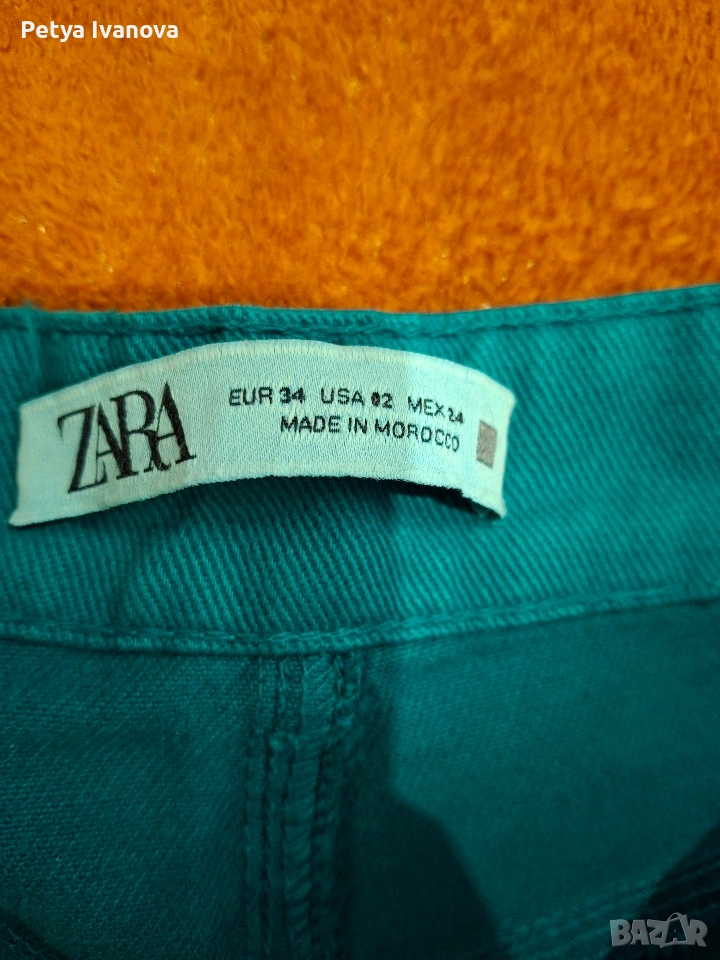 Petya Ivanova
ZARA
EUR 34 USA 02 MEX 24
MADE IN MOROCCO
BAZAR